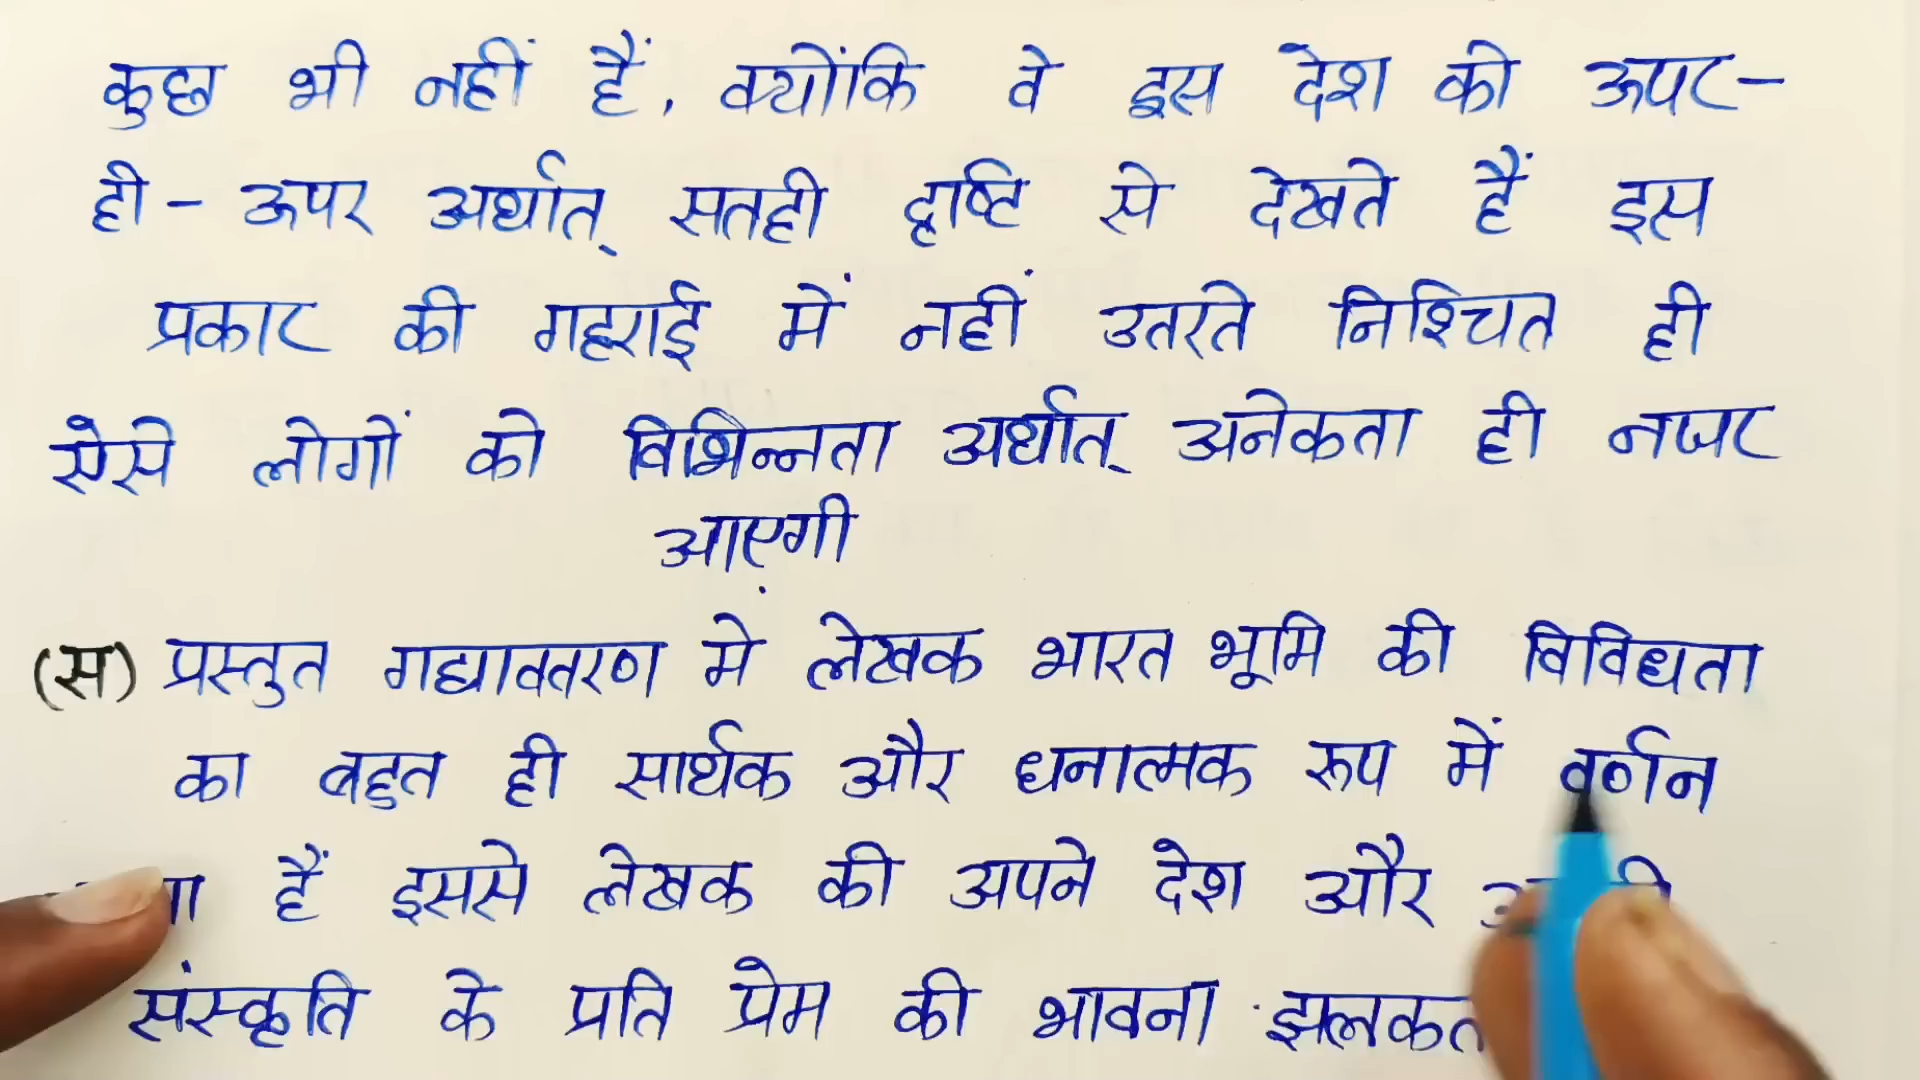 कुछ भी नहीं हैं, क्योंकि वे इस देश को ऊपर-
ही - ऊपर अर्थात् सतही दृष्टि से देखते हैं इस
प्रकार की गहराई में नहीं उतरते निश्चित ही
ऐसे लोगों को विभिन्नता अर्थात् अनेकता ही नजर
आएगी
(स) प्रस्तुत गद्यावतरण में लेखक भारत भूमि की विविधता
का बहुत ही सार्थक और धनात्मक रूप में वर्णन
हैं इससे लेखक की अपने देश और
संस्कृति के प्रति प्रेम की भावना